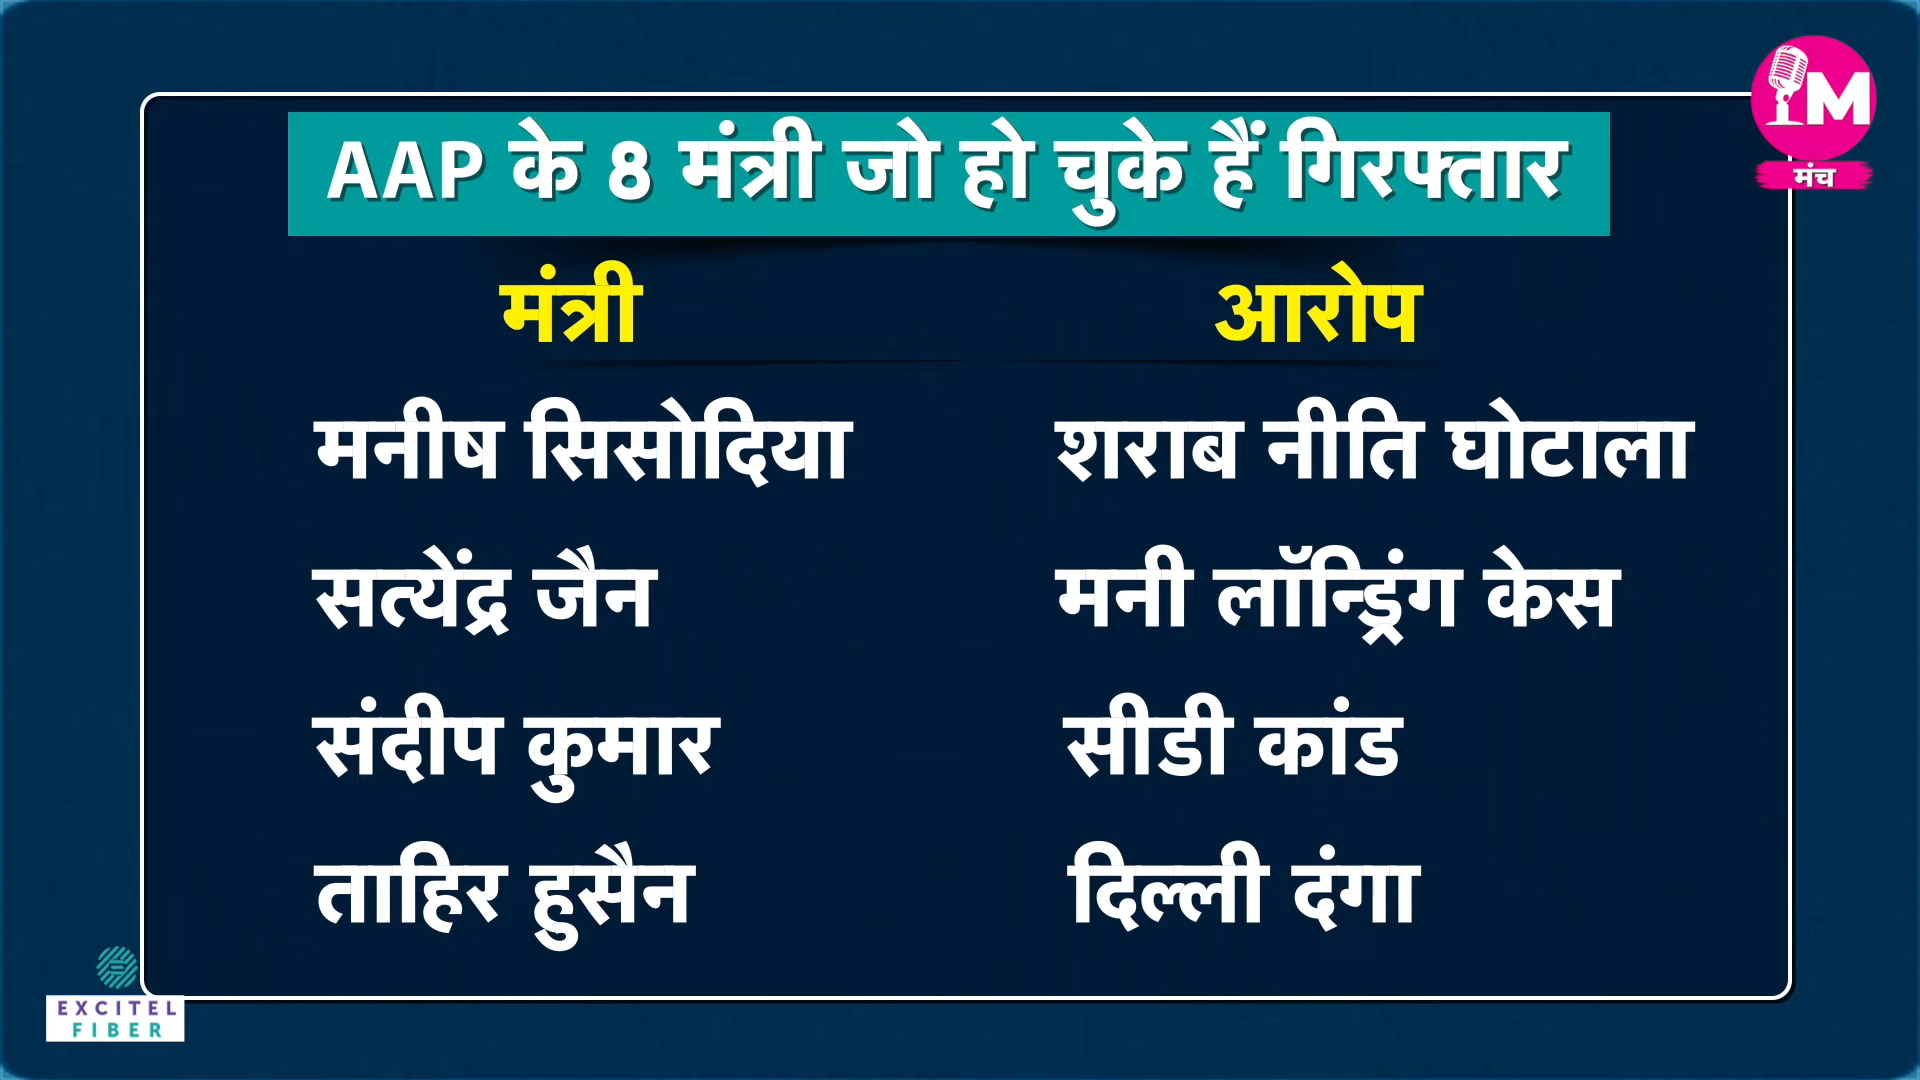 M
मंच
AAP के 8 मंत्री जो हो चुके हैं गिरफ्तार
मंत्री आरोप
मनीष सिसोदिया शराब नीति घोटाला
सत्येंद्र जैन मनी लॉन्ड्रिंग केस
संदीप कुमार सीडी कांड
ताहिर हुसैन दिल्ली दंगा
EXCITEL
FIBER